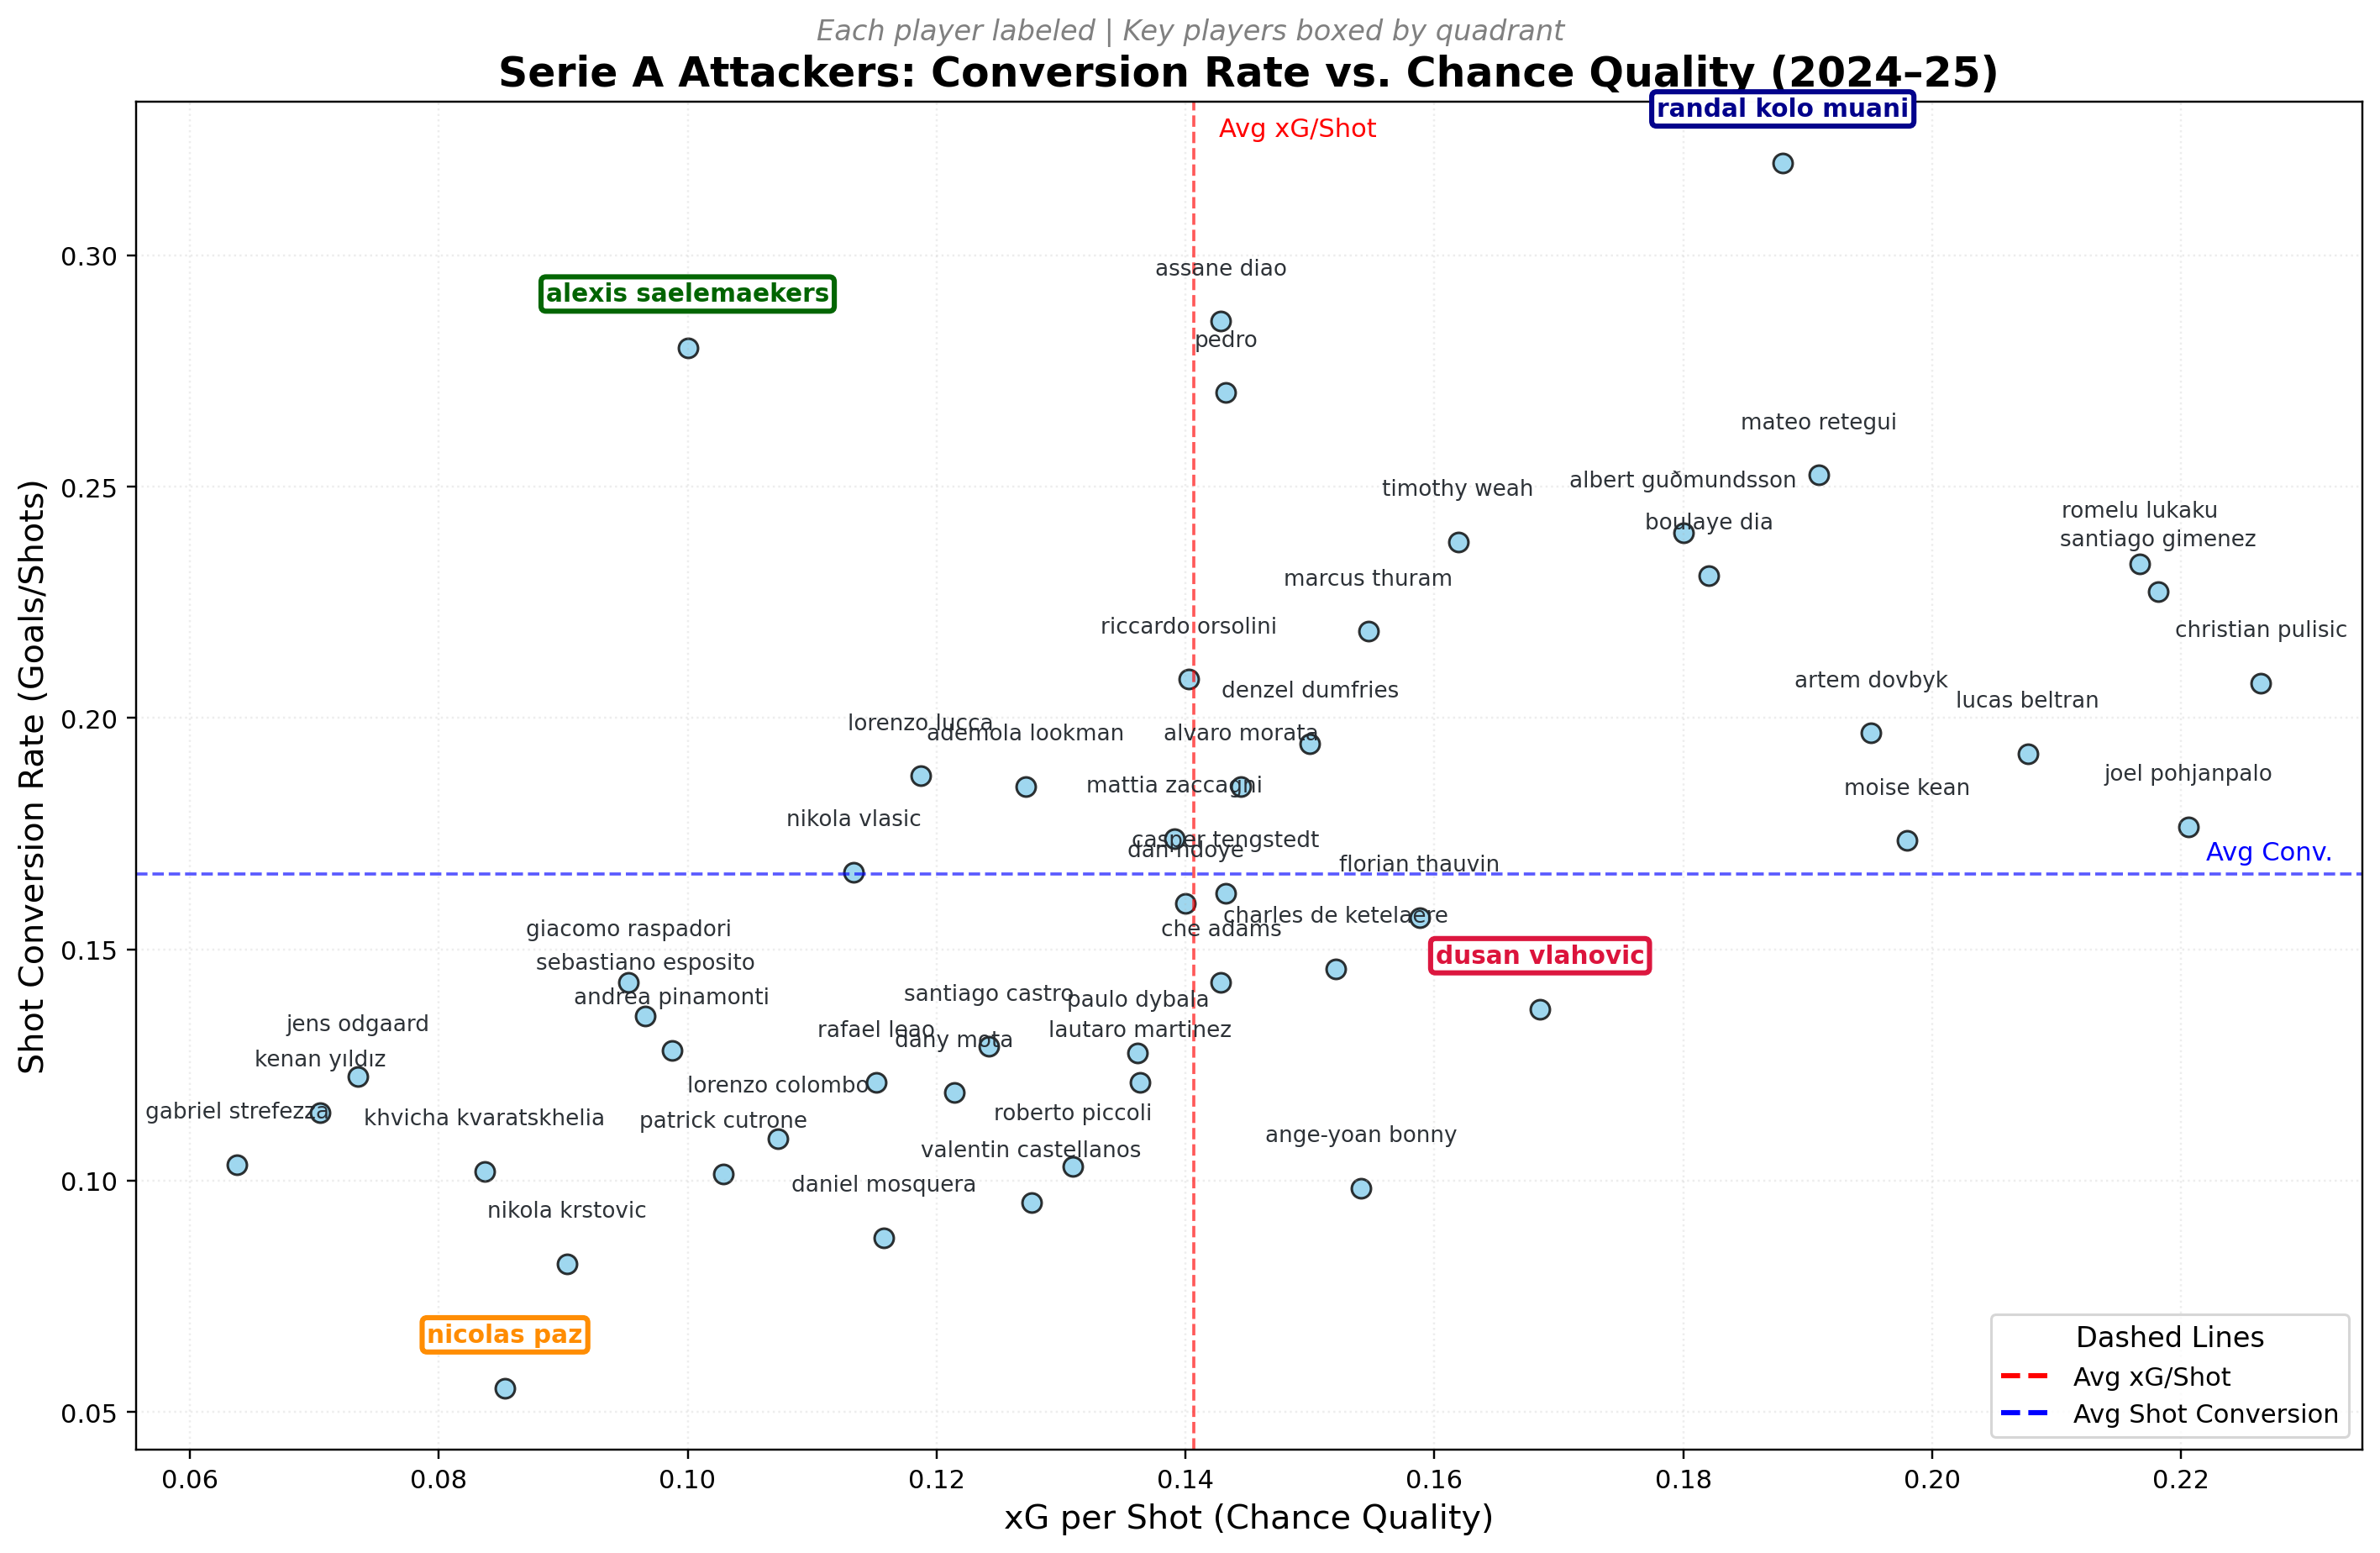 Each player labeled | Key players boxed by quadrant
Serie A Attackers: Conversion Rate vs. Chance Quality (2024–25)
randal kolo muani
Avg xG/Shot
assane diao
alexis saelemaekers
pedro
mateo retegui
albert guðmundsson
timothy weah
romelu lukaku
boulaye dia
santiago gimenez
marcus thuram
riccardo orsolini
christian pulisic
denzel dumfries
artem dovbyk
lucas beltran
lorenzo lucca
ademola lookman
alvaro morata
mattia zaccagni
joel pohjanpalo
moise kean
nikola vlasic
casper tengstedt
dan ndoye
Avg Conv.
florian thauvin
charles de ketelaere
giacomo raspadori
che adams
dusan vlahovic
sebastiano esposito
andrea pinamonti
santiago castro
paulo dybala
jens odgaard
rafael leao
lautaro martinez
dany mota
kenan yıldız
lorenzo colombo
gabriel strefezza
khvicha kvaratskhelia
patrick cutrone
roberto piccoli
ange-yoan bonny
valentin castellanos
daniel mosquera
nikola krstovic
nicolas paz
Shot Conversion Rate (Goals/Shots)
0.30
0.25
0.20
0.15
0.10
0.05
0.06 0.08 0.10 0.12 0.14 0.16 0.18 0.20 0.22
xG per Shot (Chance Quality)
Dashed Lines
Avg xG/Shot
Avg Shot Conversion